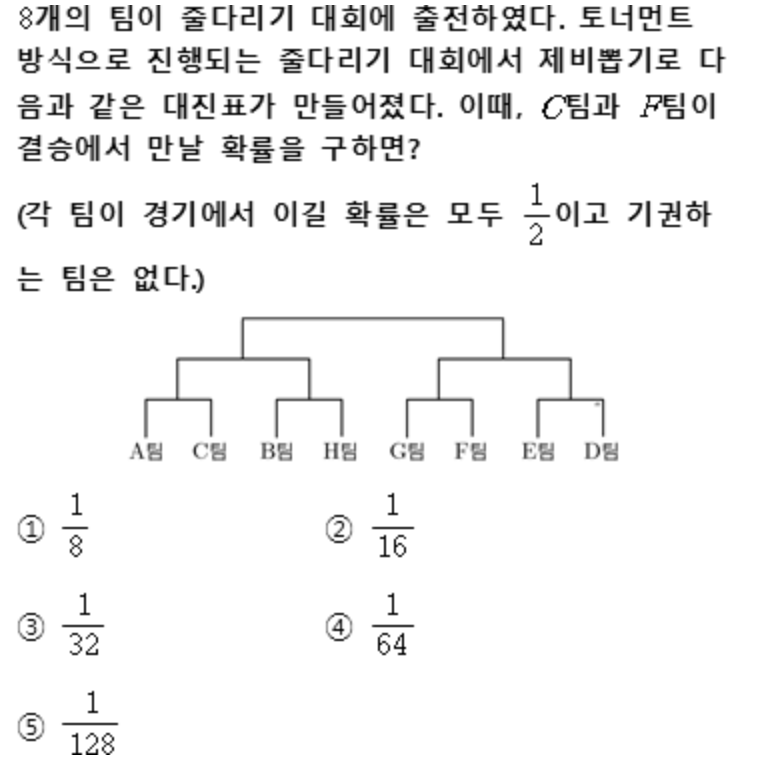 8개의 팀이 줄다리기 대회에 출전하였다. 토너먼트
방식으로 진행되는 줄다리기 대회에서 제비뽑기로 다
음과 같은 대진표가 만들어졌다. 이때, C팀과 F팀이
결승에서 만날 확률을 구하면?
(각 팀이 경기에서 이길 확률은 모두 1/2이고 기권하
는 팀은 없다.)
A팀 C팀 B팀 H팀 G팀 F팀 E팀 D팀
① 1/8 ② 1/16
③ 1/32 ④ 1/64
⑤ 1/128